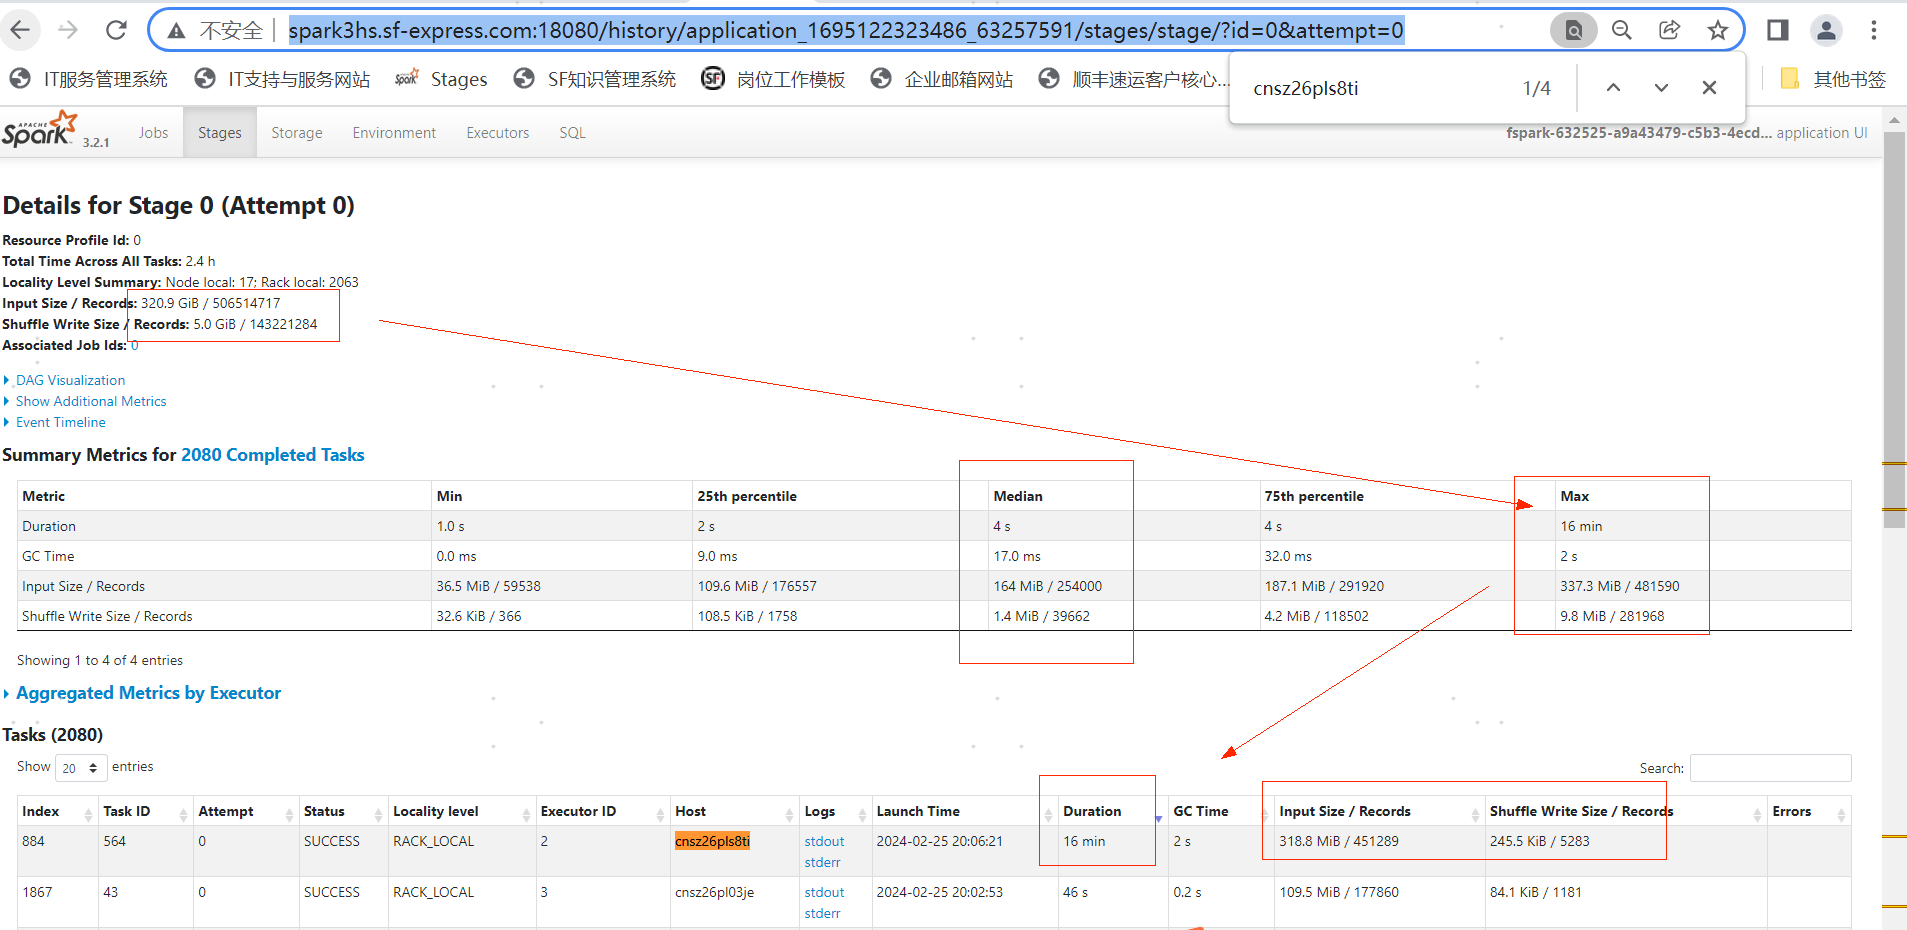 不安全 spark3hs.sf-express.com:18080/history/application_1695122323486_63257591/stages/stage/?id=0&attempt=0
IT服务管理系统 IT支持与服务网站 Stages SF知识管理系统 SF 岗位工作模板 企业邮箱网站 顺丰速运客户核心... 其他书签
cnsz26pls8ti 1/4
APACHE Spark 3.2.1 Jobs Stages Storage Environment Executors SQL fspark-632525-a9a43479-c5b3-4ecd... application UI
Details for Stage 0 (Attempt 0)
Resource Profile Id: 0
Total Time Across All Tasks: 2.4 h
Locality Level Summary: Node local: 17; Rack local: 2063
Input Size / Records: 320.9 GiB / 506514717
Shuffle Write Size / Records: 5.0 GiB / 143221284
Associated Job Ids: 0
DAG Visualization
Show Additional Metrics
Event Timeline
Summary Metrics for 2080 Completed Tasks
Metric Min 25th percentile Median 75th percentile Max
Duration 1.0 s 2 s 4 s 4 s 16 min
GC Time 0.0 ms 9.0 ms 17.0 ms 32.0 ms 2 s
Input Size / Records 36.5 MiB / 59538 109.6 MiB / 176557 164 MiB / 254000 187.1 MiB / 291920 337.3 MiB / 481590
Shuffle Write Size / Records 32.6 KiB / 366 108.5 KiB / 1758 1.4 MiB / 39662 4.2 MiB / 118502 9.8 MiB / 281968
Showing 1 to 4 of 4 entries
Aggregated Metrics by Executor
Tasks (2080)
Show 20 entries Search:
Index Task ID Attempt Status Locality level Executor ID Host Logs Launch Time Duration GC Time Input Size / Records Shuffle Write Size / Records Errors
884 564 0 SUCCESS RACK_LOCAL 2 cnsz26pls8ti stdout 2024-02-25 20:06:21 16 min 2 s 318.8 MiB / 451289 245.5 KiB / 5283
stderr
1867 43 0 SUCCESS RACK_LOCAL 3 cnsz26pl03je stdout 2024-02-25 20:02:53 46 s 0.2 s 109.5 MiB / 177860 84.1 KiB / 1181
stderr